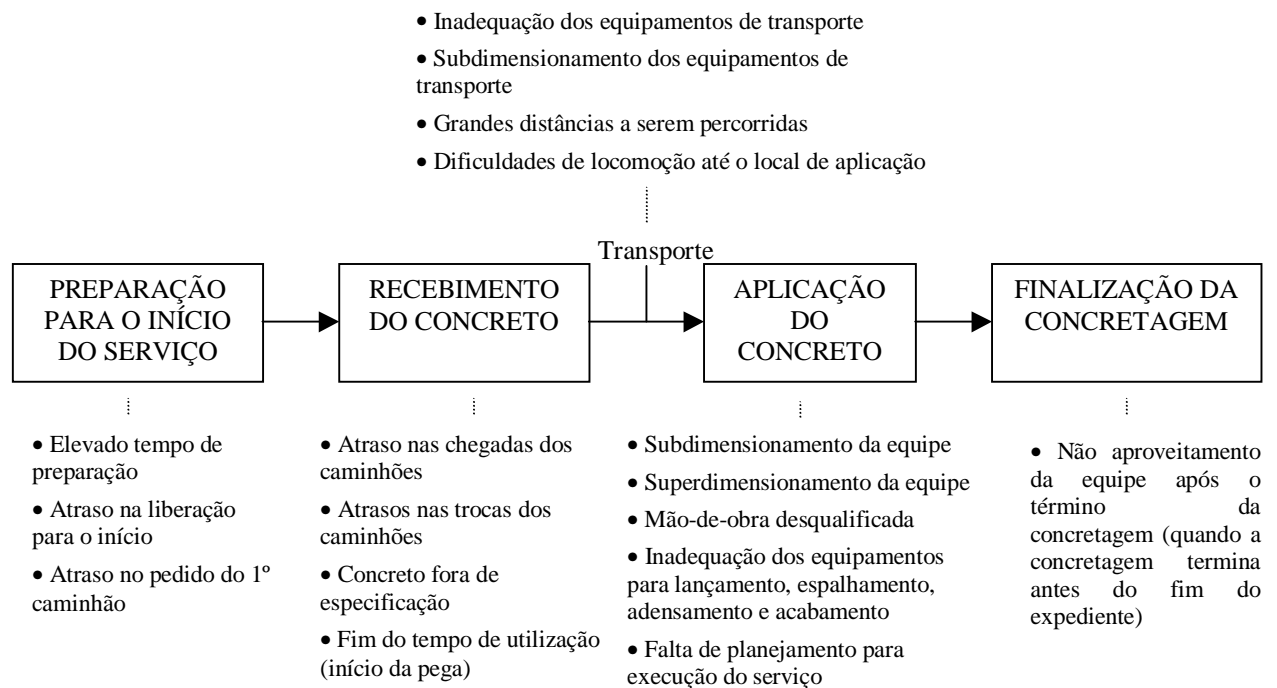 • Inadequação dos equipamentos de transporte
• Subdimensionamento dos equipamentos de
transporte
• Grandes distâncias a serem percorridas
• Dificuldades de locomoção até o local de aplicação
Transporte
PREPARAÇÃO
PARA O INÍCIO
DO SERVIÇO
RECEBIMENTO
DO CONCRETO
APLICAÇÃO
DO
CONCRETO
FINALIZAÇÃO DA
CONCRETAGEM
• Elevado tempo de
preparação
• Atraso na liberação
para o início
• Atraso no pedido do 1º
caminhão
• Atraso nas chegadas dos
caminhões
• Atrasos nas trocas dos
caminhões
• Concreto fora de
especificação
• Fim do tempo de utilização
(início da pega)
• Subdimensionamento da equipe
• Superdimensionamento da equipe
• Mão-de-obra desqualificada
• Inadequação dos equipamentos
para lançamento, espalhamento,
adensamento e acabamento
• Falta de planejamento para
execução do serviço
• Não aproveitamento
da equipe após o
término da
concretagem (quando a
concretagem termina
antes do fim do
expediente)